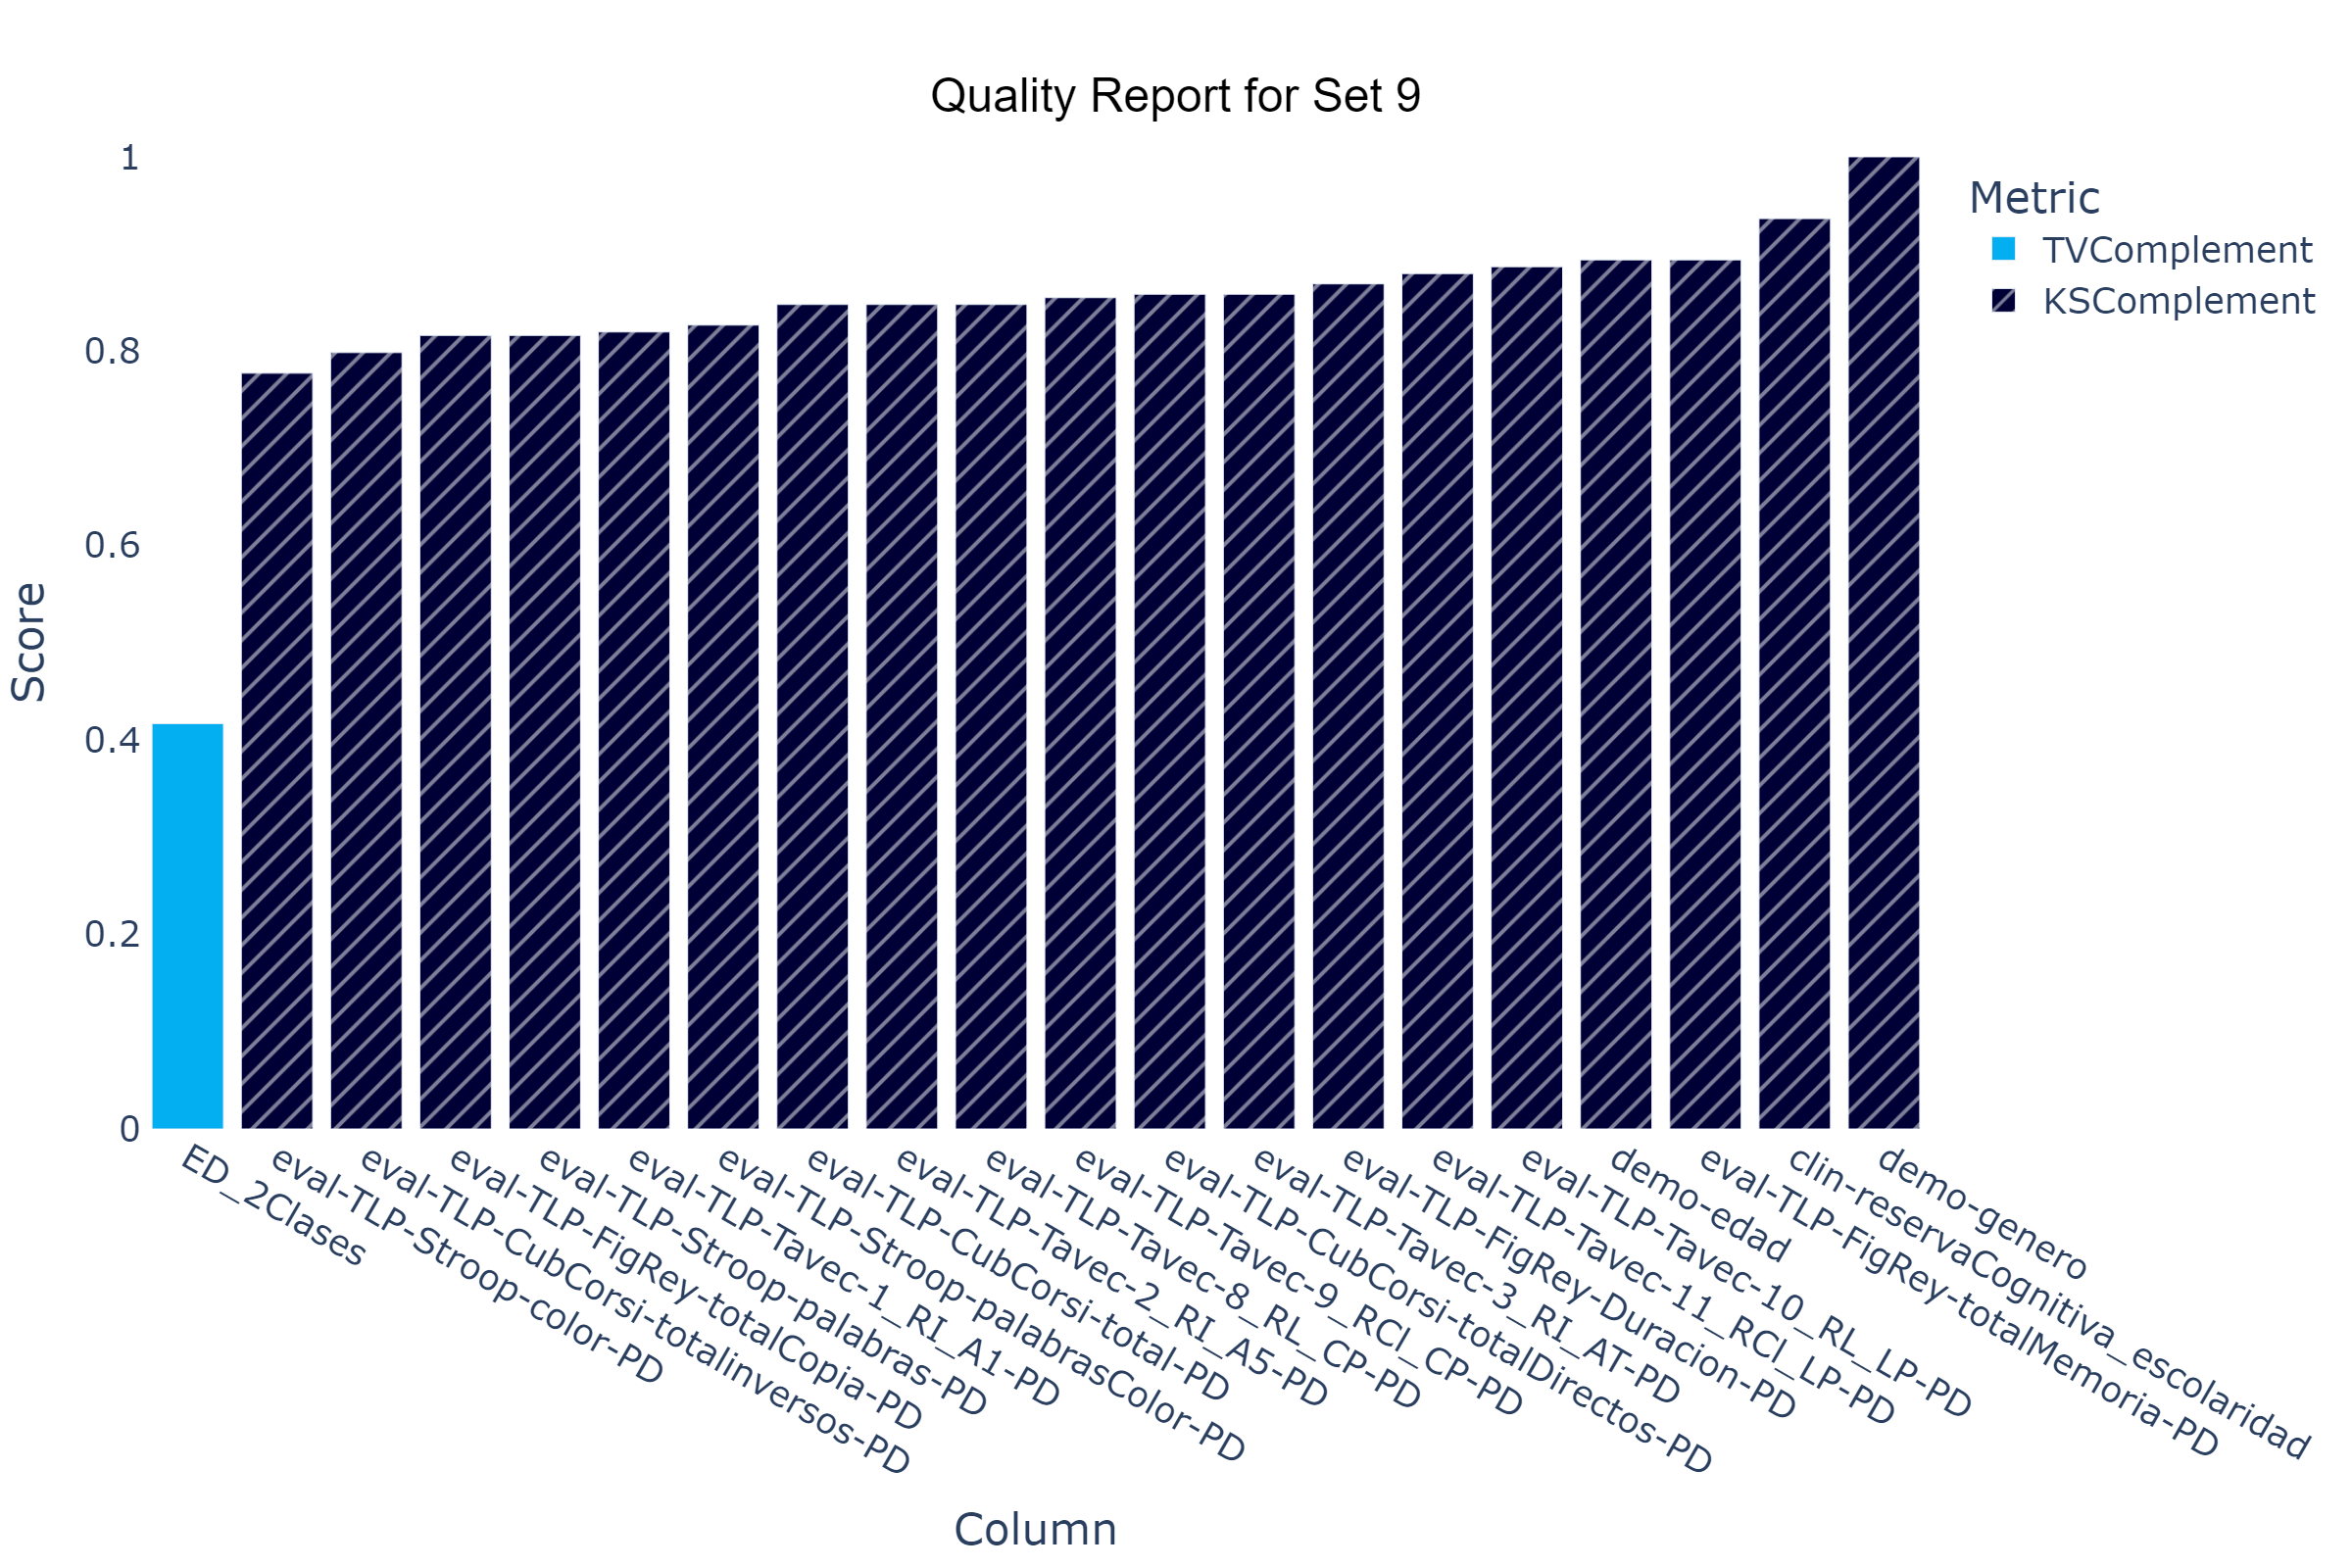 Quality Report for Set 9
1
0.8
0.6
0.4
0.2
0
Score
Metric
TVComplement
KSComplement
ED_2Clases
eval-TLP-Stroop-color-PD
eval-TLP-CubCorsi-totalinversos-PD
eval-TLP-FigRey-totalCopia-PD
eval-TLP-Stroop-palabras-PD
eval-TLP-Tavec-1_RI_A1-PD
eval-TLP-Stroop-palabrasColor-PD
eval-TLP-CubCorsi-total-PD
eval-TLP-Tavec-2_RI_A5-PD
eval-TLP-Tavec-8_RL_CP-PD
eval-TLP-Tavec-9_RCl_CP-PD
eval-TLP-CubCorsi-totalDirectos-PD
eval-TLP-Tavec-3_RI_AT-PD
eval-TLP-FigRey-Duracion-PD
eval-TLP-Tavec-11_RCl_LP-PD
eval-TLP-Tavec-10_RL_LP-PD
demo-edad
eval-TLP-FigRey-totalMemoria-PD
clin-reservaCognitiva_escolaridad
demo-genero
Column